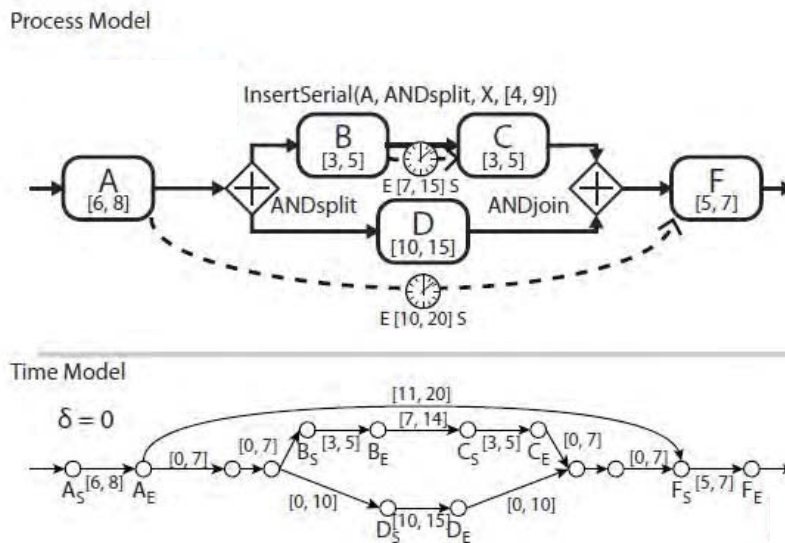 Process Model
InsertSerial(A, ANDsplit, X, [4, 9])
B
[3, 5]
C
[3, 5]
E [7, 15] S
A
[6, 8]
F
[5, 7]
ANDsplit
D
[10, 15]
ANDjoin
E [10, 20] S
Time Model
δ = 0
[11, 20]
[7, 14]
[0, 7]
[0, 7]
B_S
[3, 5]
B_E
C_S
[3, 5]
C_E
[0, 7]
[0, 7]
A_S
[6, 8]
A_E
F_S
[5, 7]
F_E
[0, 10]
[0, 10]
D_S
[10, 15]
D_E